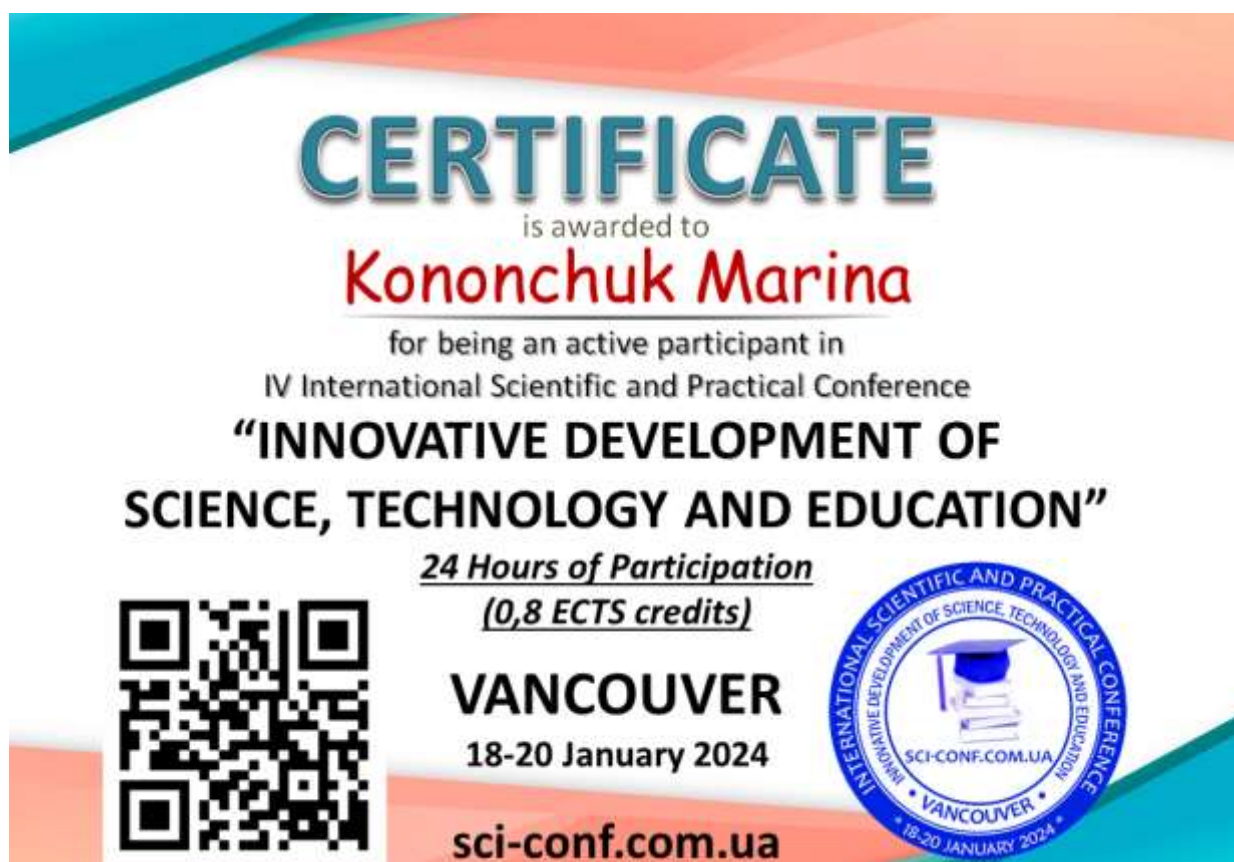 CERTIFICATE
is awarded to
Kononchuk Marina
for being an active participant in
IV International Scientific and Practical Conference
“INNOVATIVE DEVELOPMENT OF
SCIENCE, TECHNOLOGY AND EDUCATION”
24 Hours of Participation
(0,8 ECTS credits)
VANCOUVER
18-20 January 2024
sci-conf.com.ua
INTERNATIONAL SCIENTIFIC AND PRACTICAL CONFERENCE
INNOVATIVE DEVELOPMENT OF SCIENCE, TECHNOLOGY AND EDUCATION
SCI-CONF.COM.UA
• VANCOUVER •
• 18-20 JANUARY 2024 •